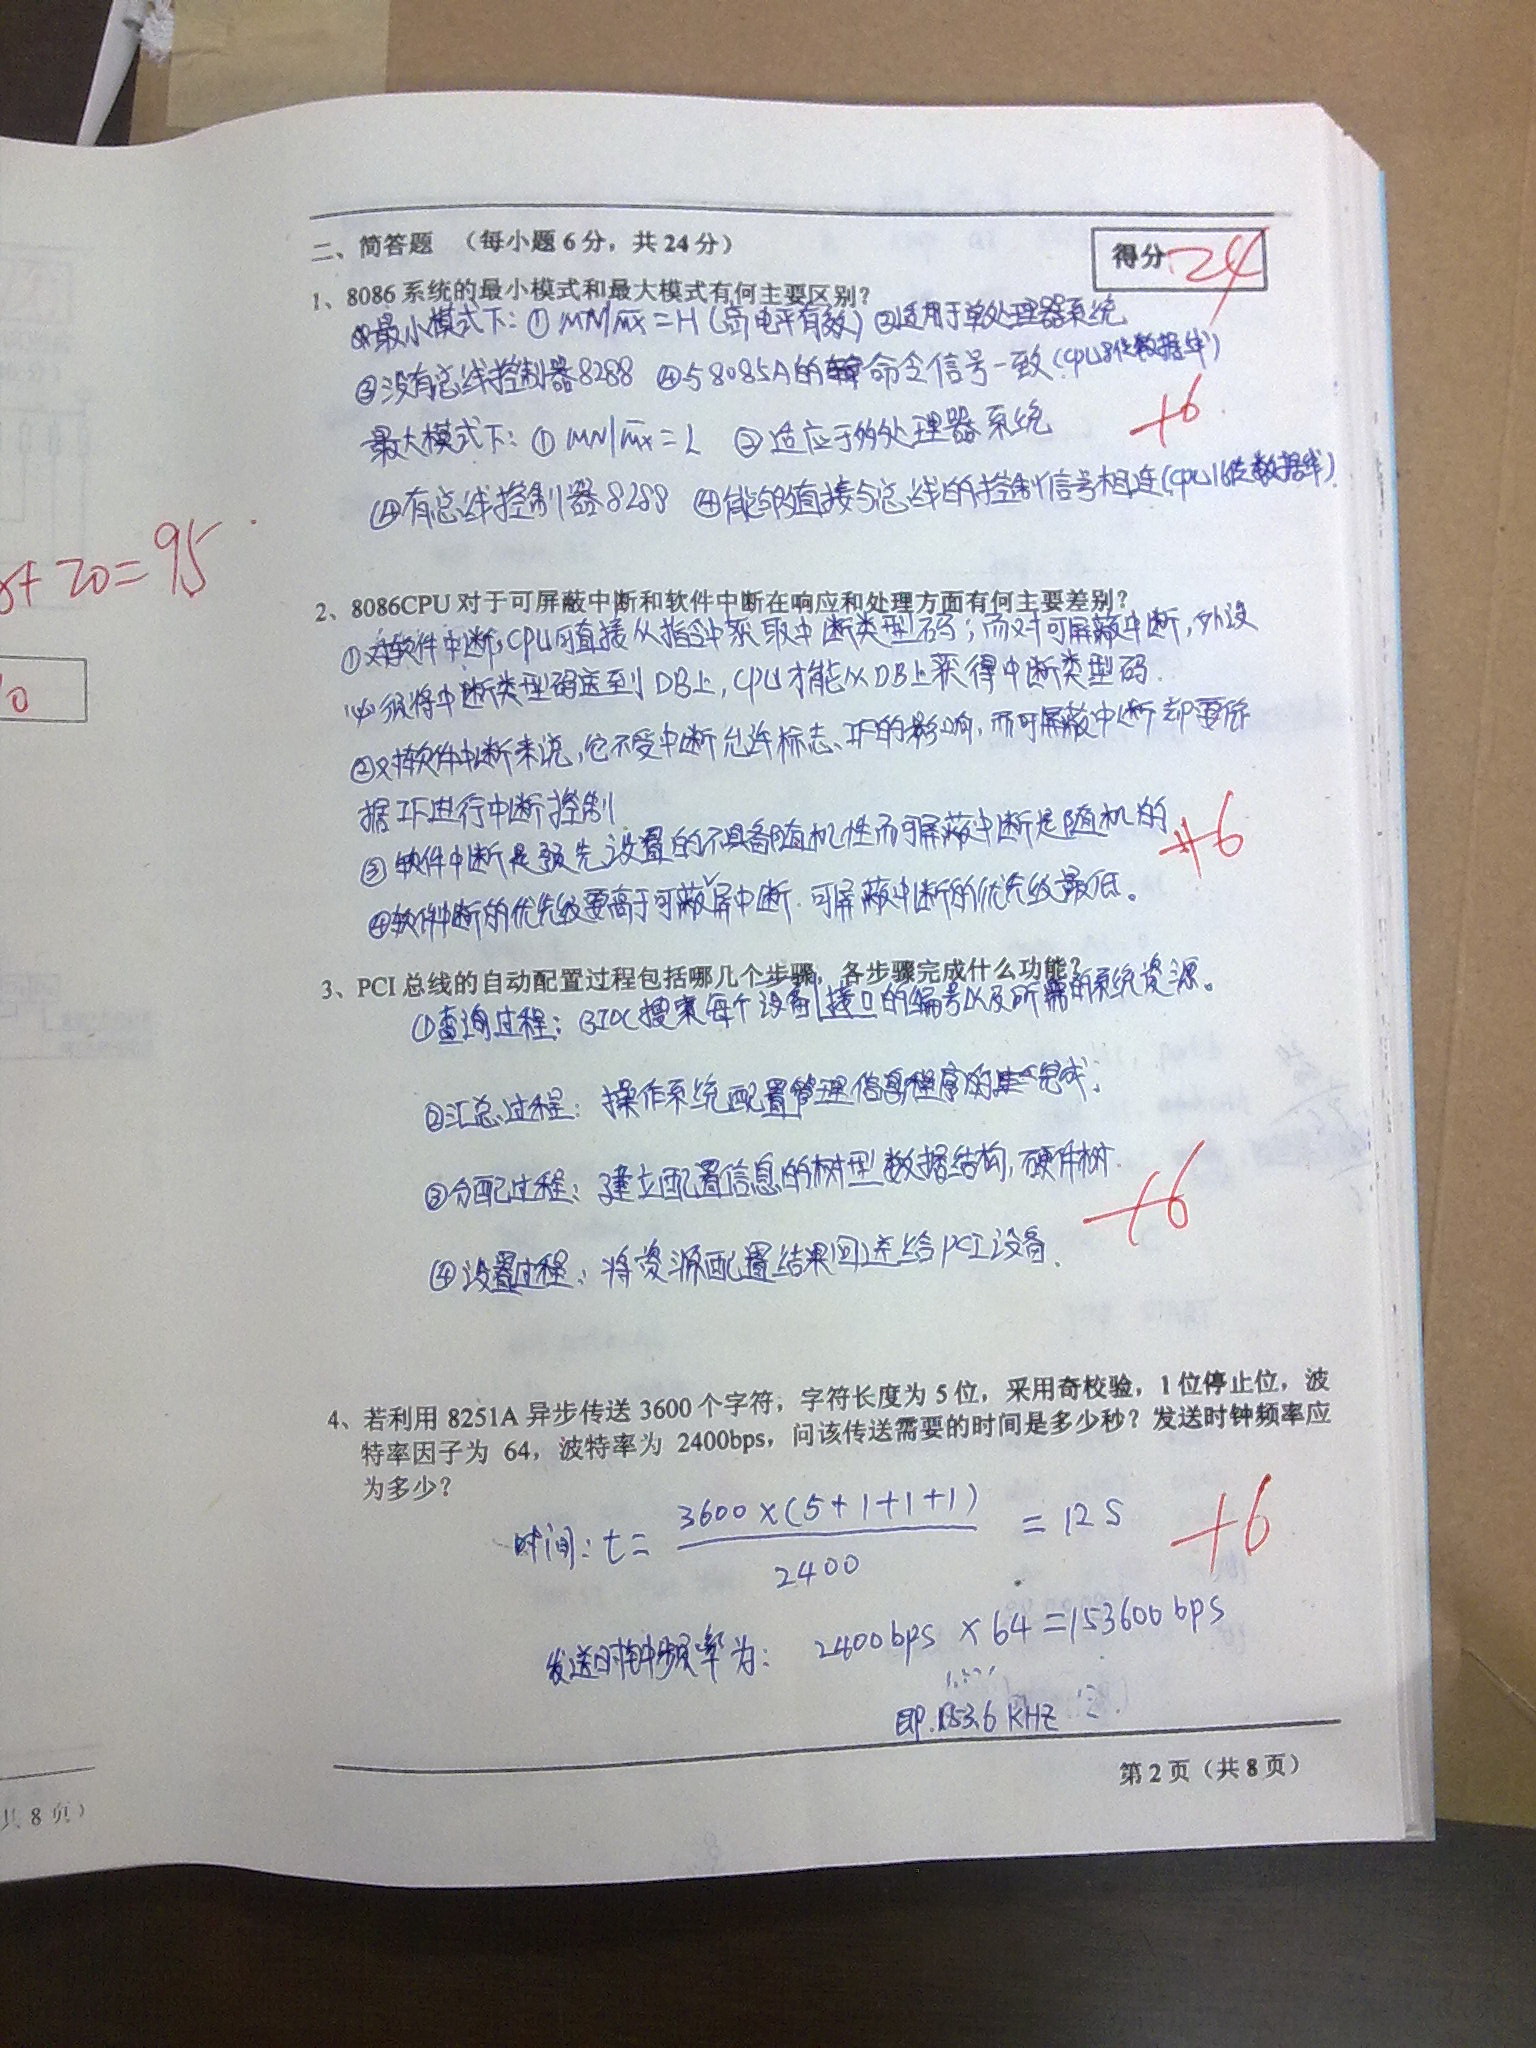 二、简答题 （每小题6分，共24分）
得分 24
1、8086系统的最小模式和最大模式有何主要区别？
最小模式下：① MN/MX=H（高电平有效）②适用于单处理器系统
③没有总线控制器8288 ④与8085A的命令信号一致（CPU8位数据线）
+6
最大模式下：① MN/MX=L ②适应于多处理器系统
③有总线控制器8288 ④能够直接与总线的控制信号相连（CPU16位数据线）.
+20=95
2、8086CPU对于可屏蔽中断和软件中断在响应和处理方面有何主要差别？
①对软件中断，CPU可直接从指令中获取中断类型码；而对可屏蔽中断，外设
必须将中断类型码送到DB上，CPU才能从DB上获得中断类型码.
②对软件中断来说，它不受中断允许标志、IF的影响，而可屏蔽中断却要依
据IF进行中断控制
③软件中断是预先设置的不具备随机性而可屏蔽中断是随机的
+6
④软件中断的优先级要高于可蔽屏中断.可屏蔽中断的优先级最低。
3、PCI总线的自动配置过程包括哪几个步骤，各步骤完成什么功能？
①查询过程：搜索每个设备接口的编号以及所需的系统资源。
②汇总过程：操作系统配置管理信息程序的完成.
③分配过程：建立配置信息的树型数据结构，硬件树.
+6
④设置过程：将资源配置结果回送给PCI设备.
4、若利用8251A异步传送3600个字符，字符长度为5位，采用奇校验，1位停止位，波
特率因子为 64，波特率为 2400bps，问该传送需要的时间是多少秒？发送时钟频率应
为多少？
时间：t= 3600×(5+1+1+1) / 2400 = 12 S
+6
发送时钟频率为： 2400bps × 64=153600bps
即.153.6 KHZ
第2页（共8页）
共 8 页）